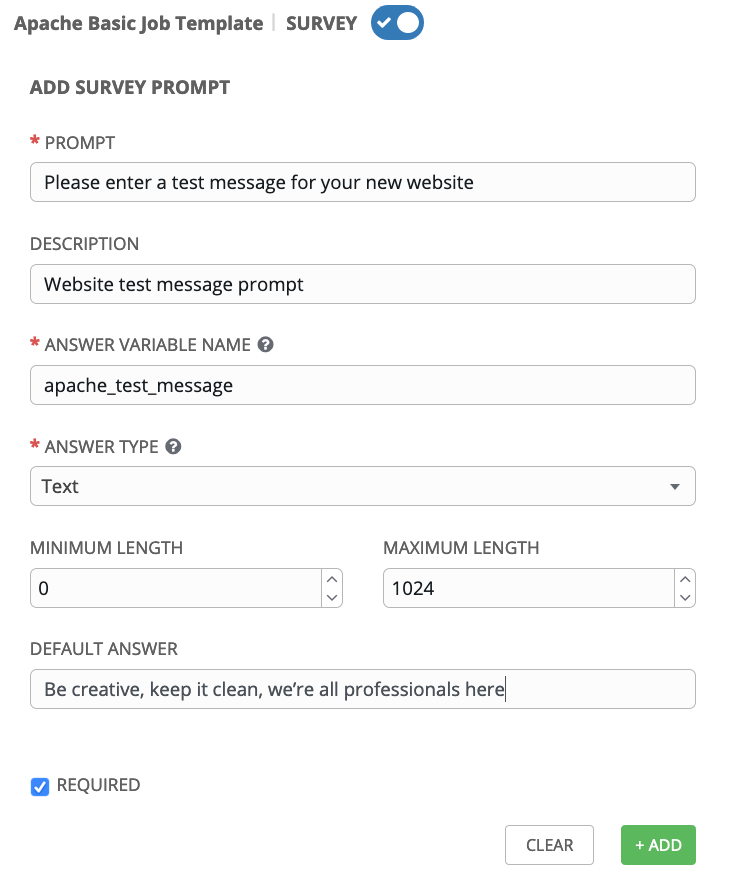 Apache Basic Job Template | SURVEY
ADD SURVEY PROMPT
* PROMPT
Please enter a test message for your new website
DESCRIPTION
Website test message prompt
* ANSWER VARIABLE NAME ?
apache_test_message
* ANSWER TYPE ?
Text
MINIMUM LENGTH MAXIMUM LENGTH
0 1024
DEFAULT ANSWER
Be creative, keep it clean, we’re all professionals here
REQUIRED
CLEAR + ADD